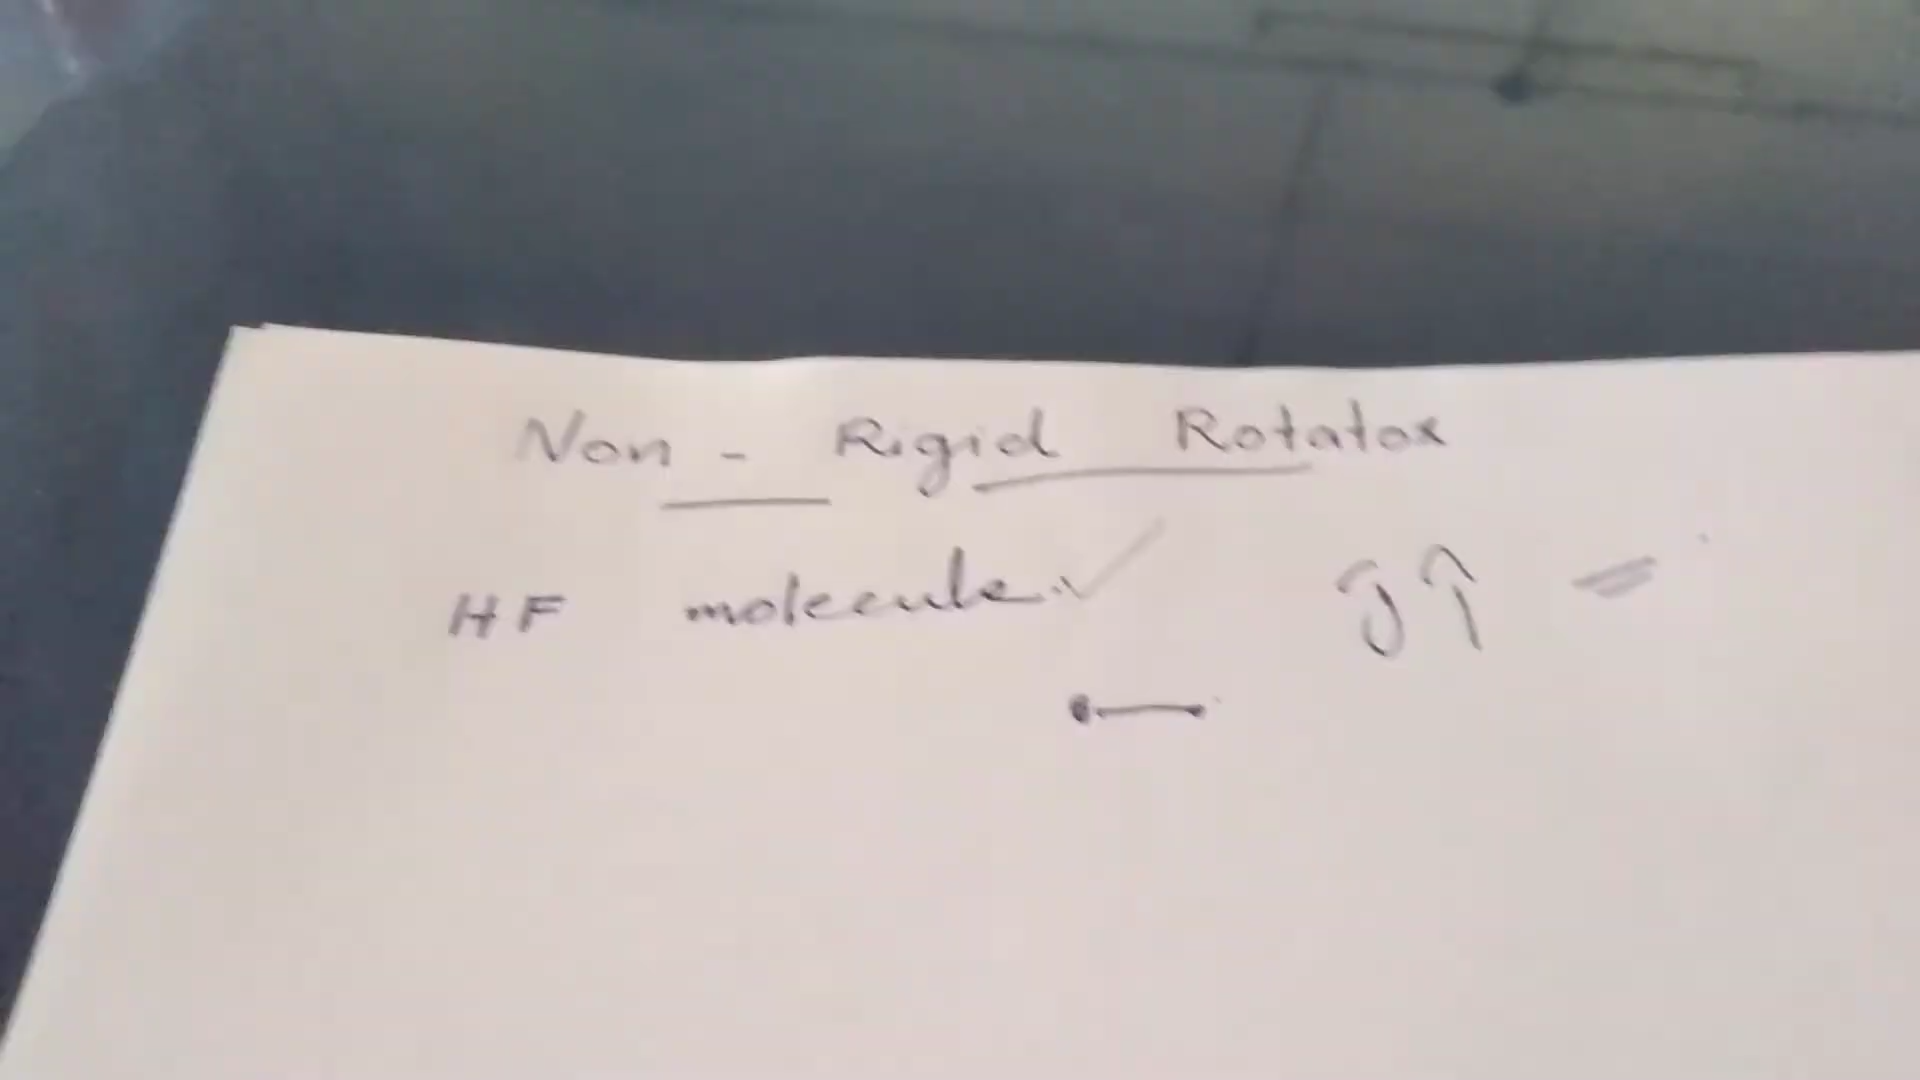 Non - Rigid Rotator
HF molecule. ✓ J↑ =